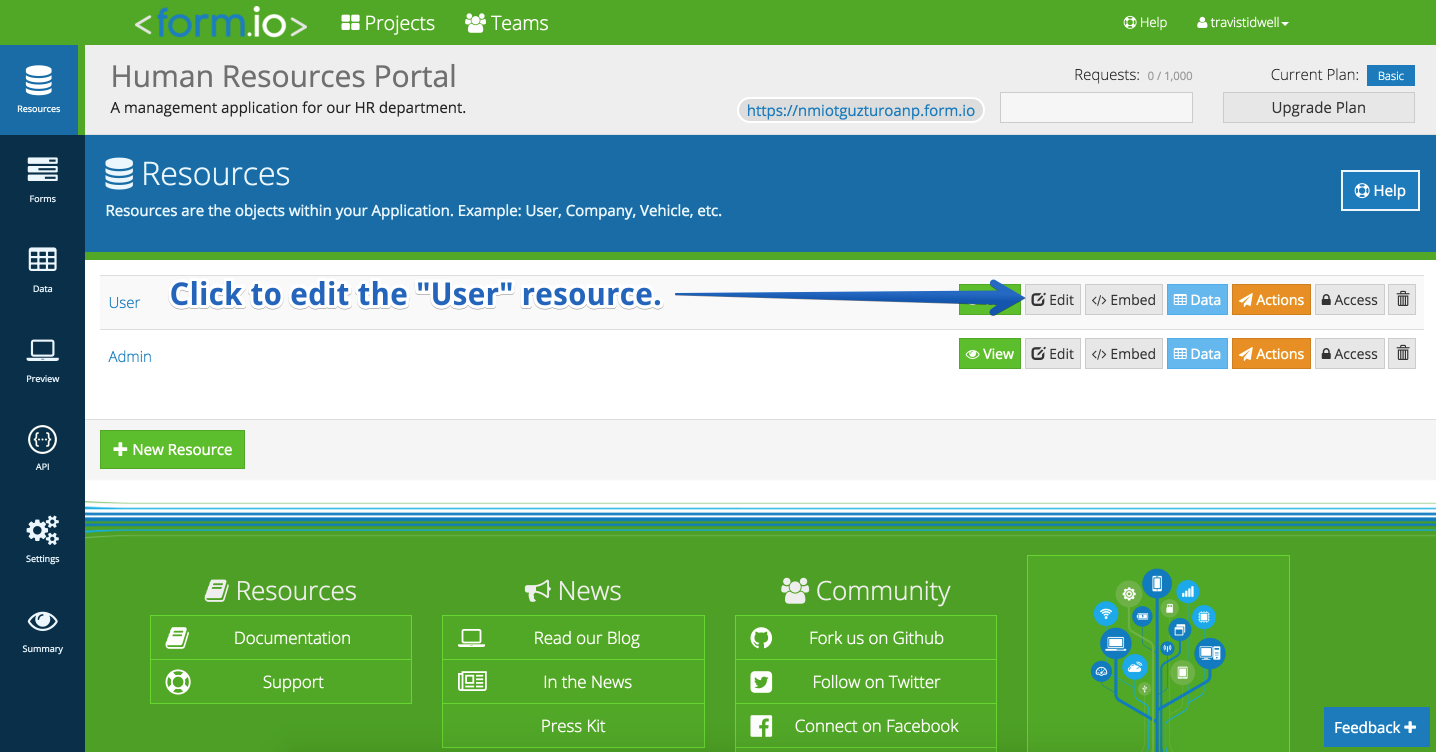 <form.io>
Projects
Teams
Help
travistidwell
Resources
Forms
Data
Preview
API
Settings
Summary
Human Resources Portal
A management application for our HR department.
https://nmiotguzturoanp.form.io
Requests: 0 / 1,000
Current Plan: Basic
Upgrade Plan
Resources
Resources are the objects within your Application. Example: User, Company, Vehicle, etc.
Help
User
Click to edit the "User" resource.
Edit
</> Embed
Data
Actions
Access
Admin
View
Edit
</> Embed
Data
Actions
Access
New Resource
Resources
Documentation
Support
News
Read our Blog
In the News
Press Kit
Community
Fork us on Github
Follow on Twitter
Connect on Facebook
Feedback +